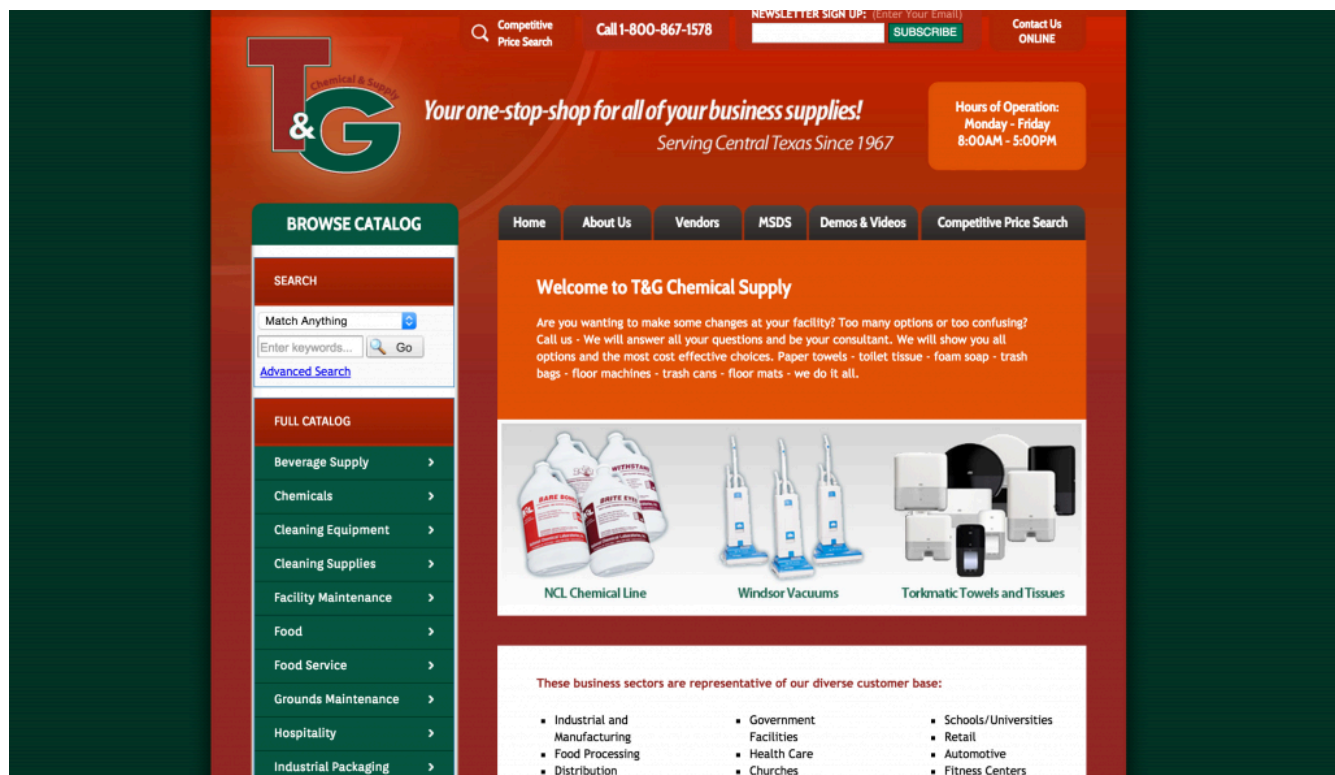 Competitive
Price Search
Call 1-800-867-1578
NEWSLETTER SIGN UP: (Enter Your Email)
SUBSCRIBE
Contact Us
ONLINE
Chemical & Supply
T&G
Your one-stop-shop for all of your business supplies!
Serving Central Texas Since 1967
Hours of Operation:
Monday - Friday
8:00AM - 5:00PM
BROWSE CATALOG
Home
About Us
Vendors
MSDS
Demos & Videos
Competitive Price Search
SEARCH
Match Anything
Enter keywords...
Go
Advanced Search
FULL CATALOG
Beverage Supply
Chemicals
Cleaning Equipment
Cleaning Supplies
Facility Maintenance
Food
Food Service
Grounds Maintenance
Hospitality
Industrial Packaging
Welcome to T&G Chemical Supply
Are you wanting to make some changes at your facility? Too many options or too confusing?
Call us - We will answer all your questions and be your consultant. We will show you all
options and the most cost effective choices. Paper towels - toilet tissue - foam soap - trash
bags - floor machines - trash cans - floor mats - we do it all.
WITHSTAND
BARE BONES
BRITE EYES
NCL Chemical Line
Windsor Vacuums
Torkmatic Towels and Tissues
These business sectors are representative of our diverse customer base:
Industrial and
Manufacturing
Food Processing
Distribution
Government
Facilities
Health Care
Churches
Schools/Universities
Retail
Automotive
Fitness Centers